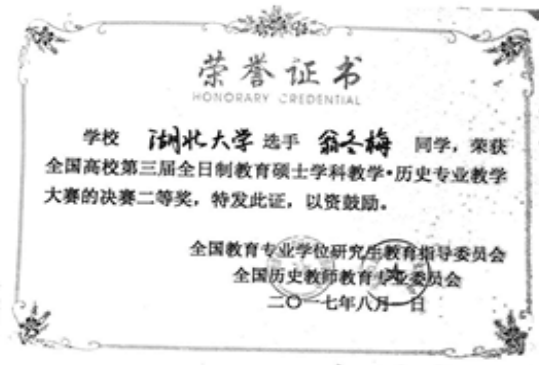 荣誉证书
HONORARY CREDENTIAL
学校 湖北大学 选手 翁冬梅 同学，荣获
全国高校第三届全日制教育硕士学科教学•历史专业教学
大赛的决赛二等奖，特发此证，以资鼓励。
全国教育专业学位研究生教育指导委员会
全国历史教师教育专业委员会
二〇一七年八月一日